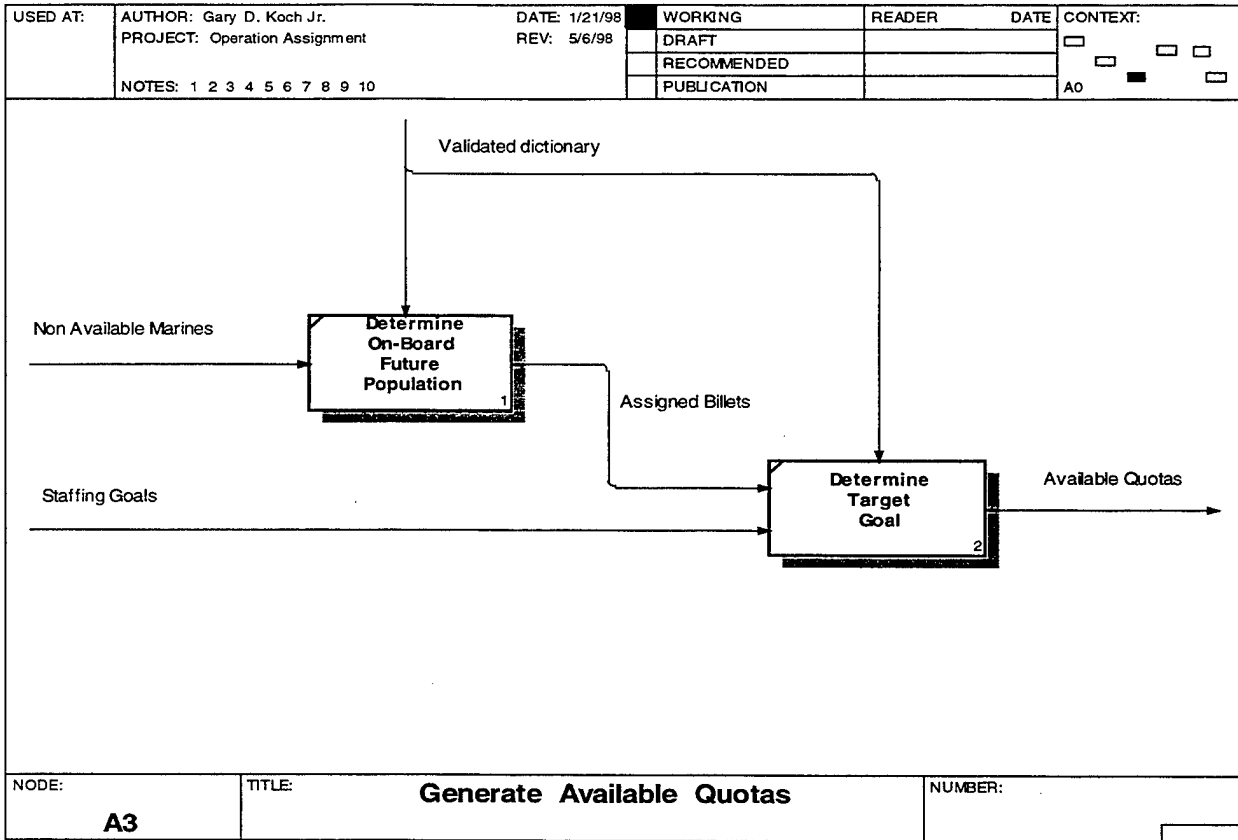 USED AT:
AUTHOR: Gary D. Koch Jr.
DATE: 1/21/98
PROJECT: Operation Assignment
REV: 5/6/98
NOTES: 1 2 3 4 5 6 7 8 9 10
WORKING
DRAFT
RECOMMENDED
PUBLICATION
READER DATE
CONTEXT:
A0
Validated dictionary
Non Available Marines
Determine
On-Board
Future
Population
1
Assigned Billets
Staffing Goals
Determine
Target
Goal
2
Available Quotas
NODE:
A3
TITLE:
Generate Available Quotas
NUMBER: